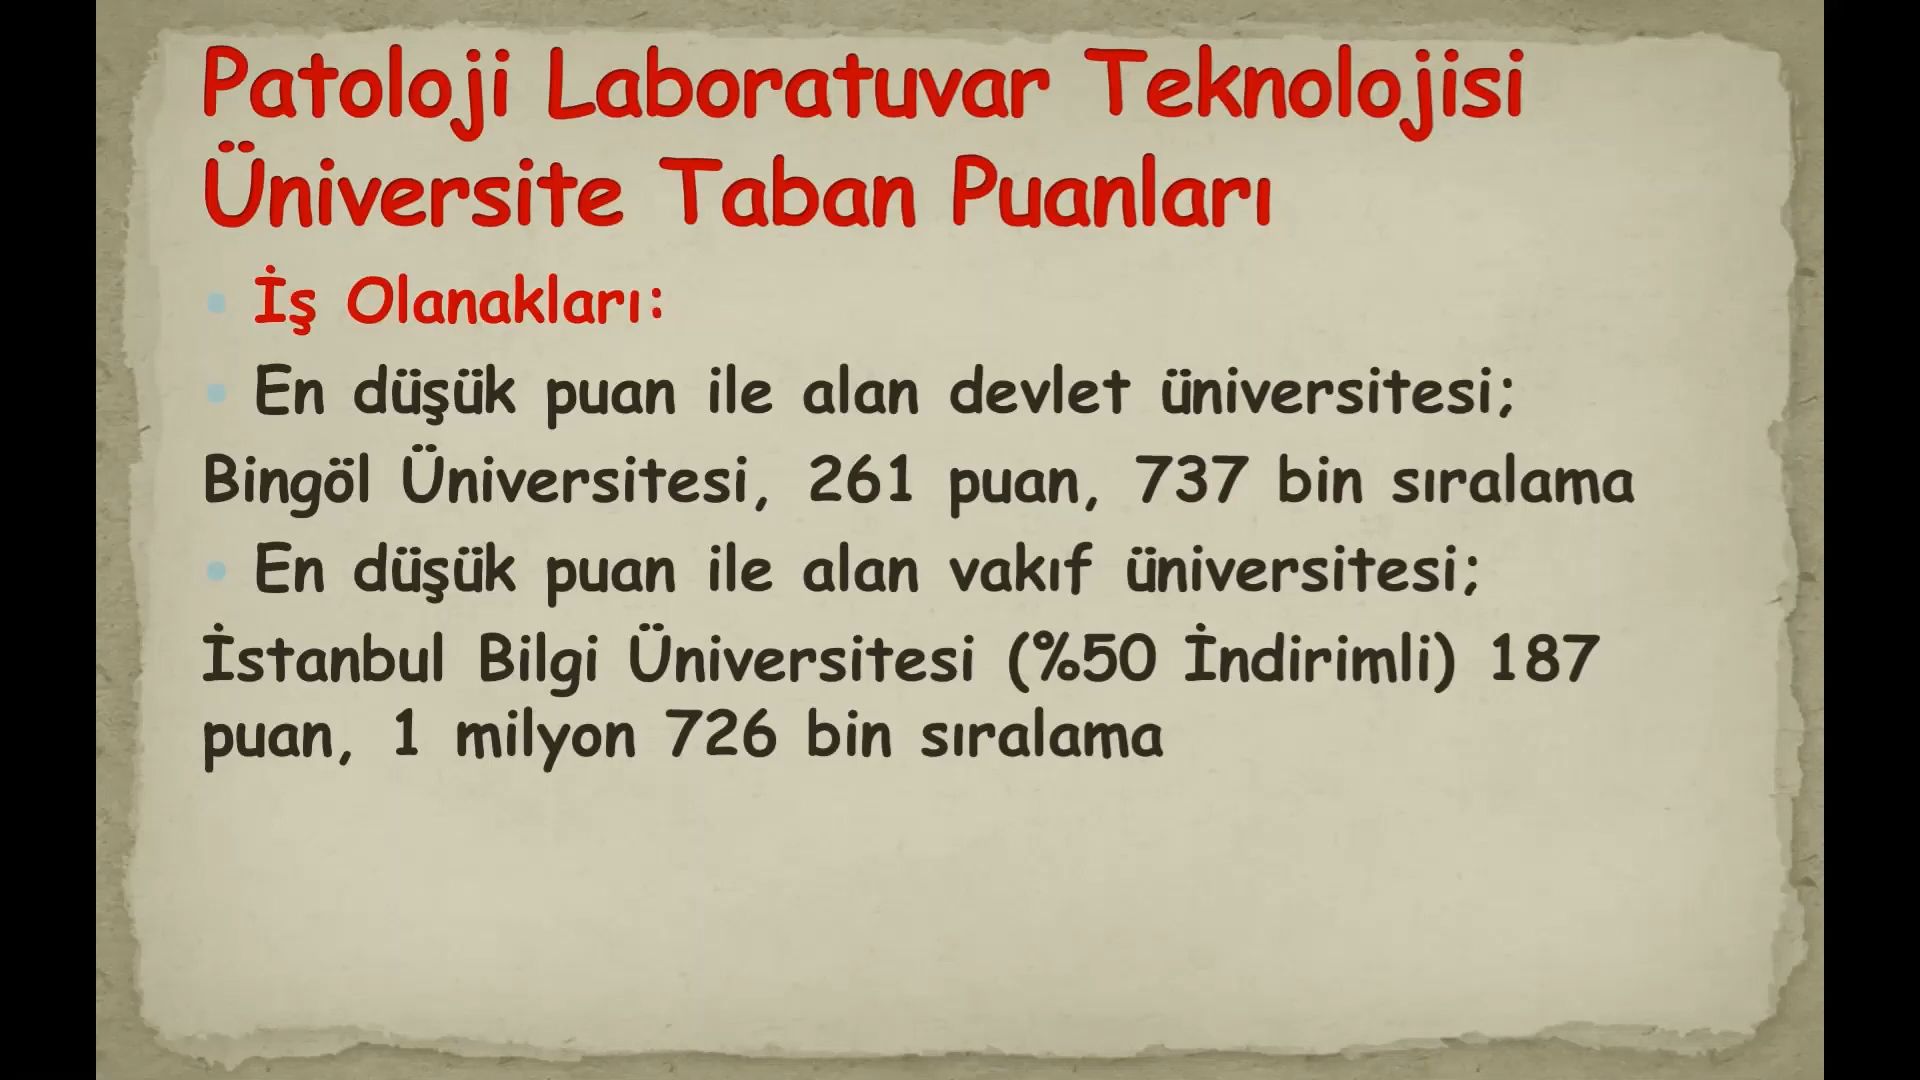 Patoloji Laboratuvar Teknolojisi
Üniversite Taban Puanları
İş Olanakları:
En düşük puan ile alan devlet üniversitesi;
Bingöl Üniversitesi, 261 puan, 737 bin sıralama
En düşük puan ile alan vakıf üniversitesi;
İstanbul Bilgi Üniversitesi (%50 İndirimli) 187
puan, 1 milyon 726 bin sıralama